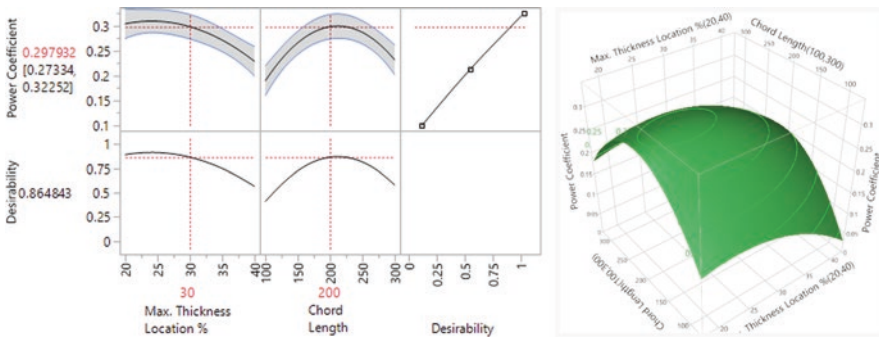 Power Coefficient
0.297932
[0.27334,
0.32252]
0.3
0.25
0.2
0.15
0.1
Desirability
0.864843
1
0.75
0.5
0.25
0
20
25
30
35
40
100
150
200
250
300
0
0.25
0.5
0.75
1
30
200
Max. Thickness
Location %
Chord
Length
Desirability
Max. Thickness Location %(20,40)
Chord Length(100,300)
Power Coefficient
Power Coefficient
Chord Length(100,300)
. Thickness Location %(20,40)